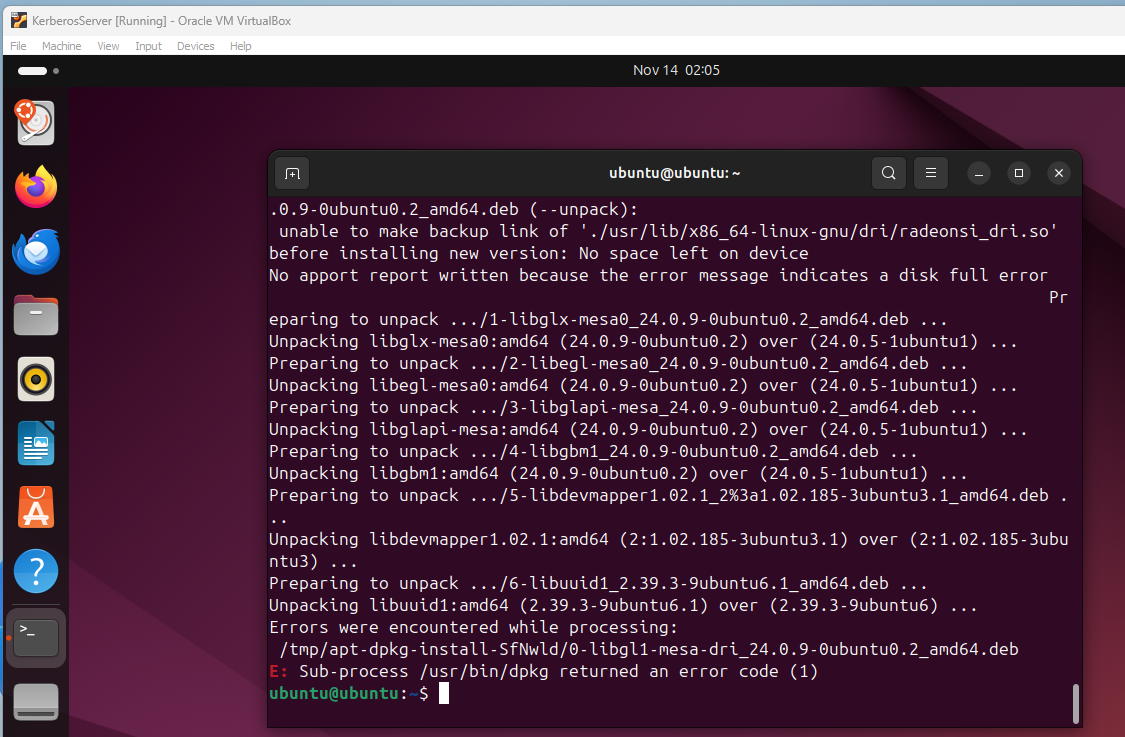 KerberosServer [Running] - Oracle VM VirtualBox
File Machine View Input Devices Help
Nov 14 02:05
ubuntu@ubuntu: ~
.0.9-0ubuntu0.2_amd64.deb (--unpack):
unable to make backup link of './usr/lib/x86_64-linux-gnu/dri/radeonsi_dri.so'
before installing new version: No space left on device
No apport report written because the error message indicates a disk full error
Pr
eparing to unpack .../1-libglx-mesa0_24.0.9-0ubuntu0.2_amd64.deb ...
Unpacking libglx-mesa0:amd64 (24.0.9-0ubuntu0.2) over (24.0.5-1ubuntu1) ...
Preparing to unpack .../2-libegl-mesa0_24.0.9-0ubuntu0.2_amd64.deb ...
Unpacking libegl-mesa0:amd64 (24.0.9-0ubuntu0.2) over (24.0.5-1ubuntu1) ...
Preparing to unpack .../3-libglapi-mesa_24.0.9-0ubuntu0.2_amd64.deb ...
Unpacking libglapi-mesa:amd64 (24.0.9-0ubuntu0.2) over (24.0.5-1ubuntu1) ...
Preparing to unpack .../4-libgbm1_24.0.9-0ubuntu0.2_amd64.deb ...
Unpacking libgbm1:amd64 (24.0.9-0ubuntu0.2) over (24.0.5-1ubuntu1) ...
Preparing to unpack .../5-libdevmapper1.02.1_2%3a1.02.185-3ubuntu3.1_amd64.deb .
..
Unpacking libdevmapper1.02.1:amd64 (2:1.02.185-3ubuntu3.1) over (2:1.02.185-3ubu
ntu3) ...
Preparing to unpack .../6-libuuid1_2.39.3-9ubuntu6.1_amd64.deb ...
Unpacking libuuid1:amd64 (2.39.3-9ubuntu6.1) over (2.39.3-9ubuntu6) ...
Errors were encountered while processing:
/tmp/apt-dpkg-install-SfNwld/0-libgl1-mesa-dri_24.0.9-0ubuntu0.2_amd64.deb
E: Sub-process /usr/bin/dpkg returned an error code (1)
ubuntu@ubuntu:~$